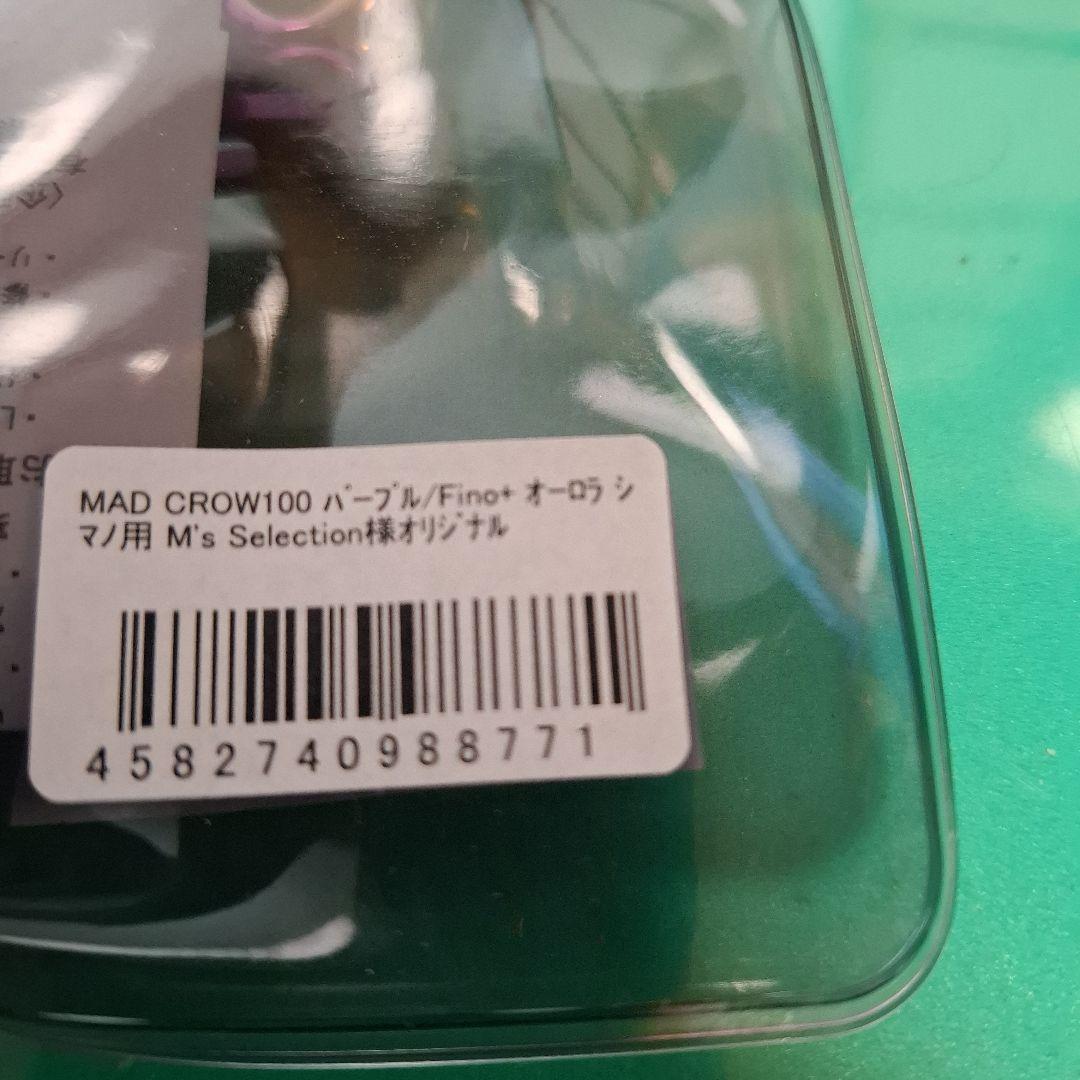 MAD CROW100 ﾊﾟｰﾌﾟﾙ/Fino+ ｵｰﾛﾗ ｼ
ﾏﾉ用 M's Selection様ｵﾘｼﾞﾅﾙ
4582740988771